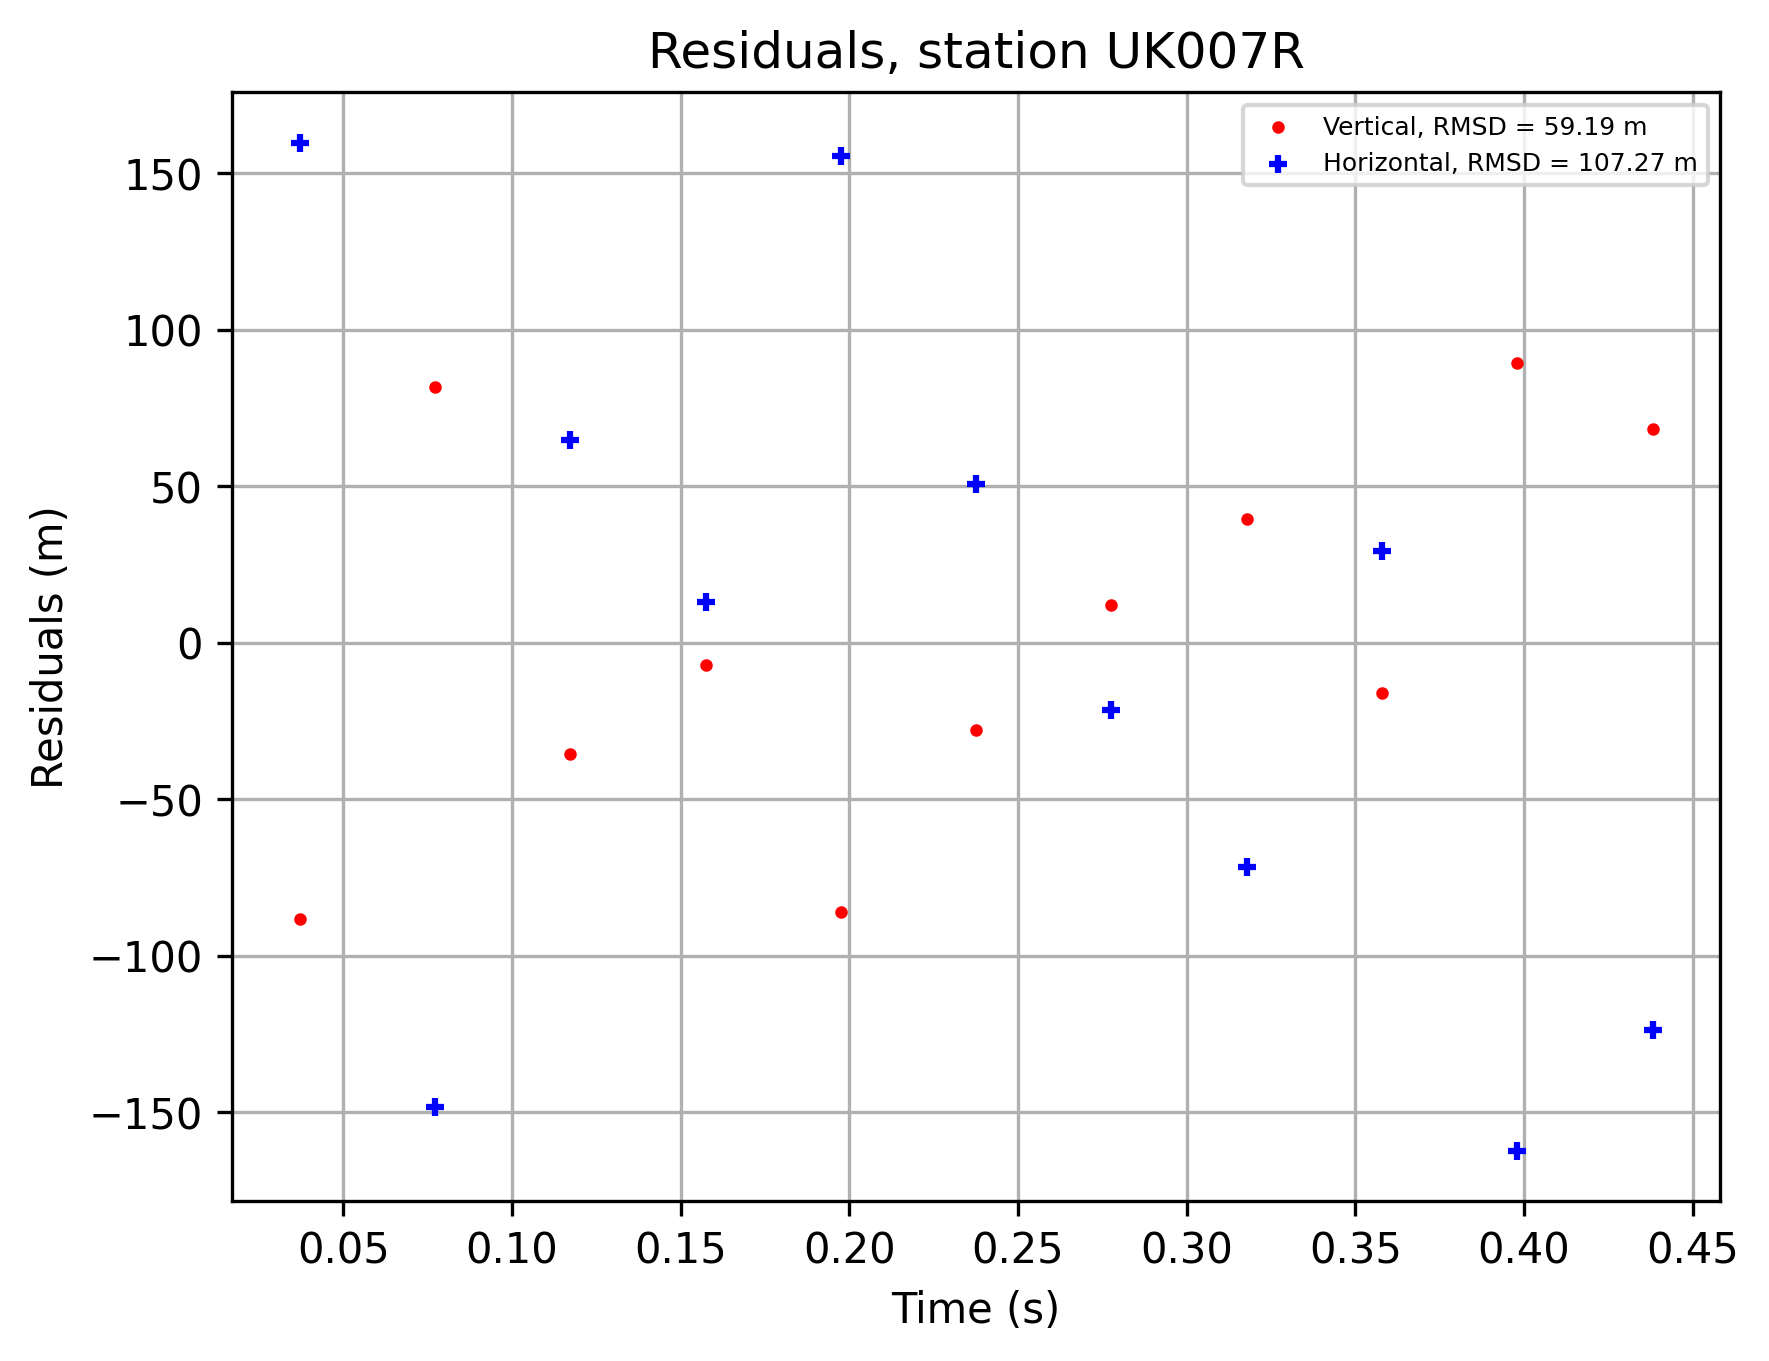 Residuals, station UK007R
Vertical, RMSD = 59.19 m
Horizontal, RMSD = 107.27 m
150
100
50
0
−50
−100
−150
Residuals (m)
0.05 0.10 0.15 0.20 0.25 0.30 0.35 0.40 0.45
Time (s)